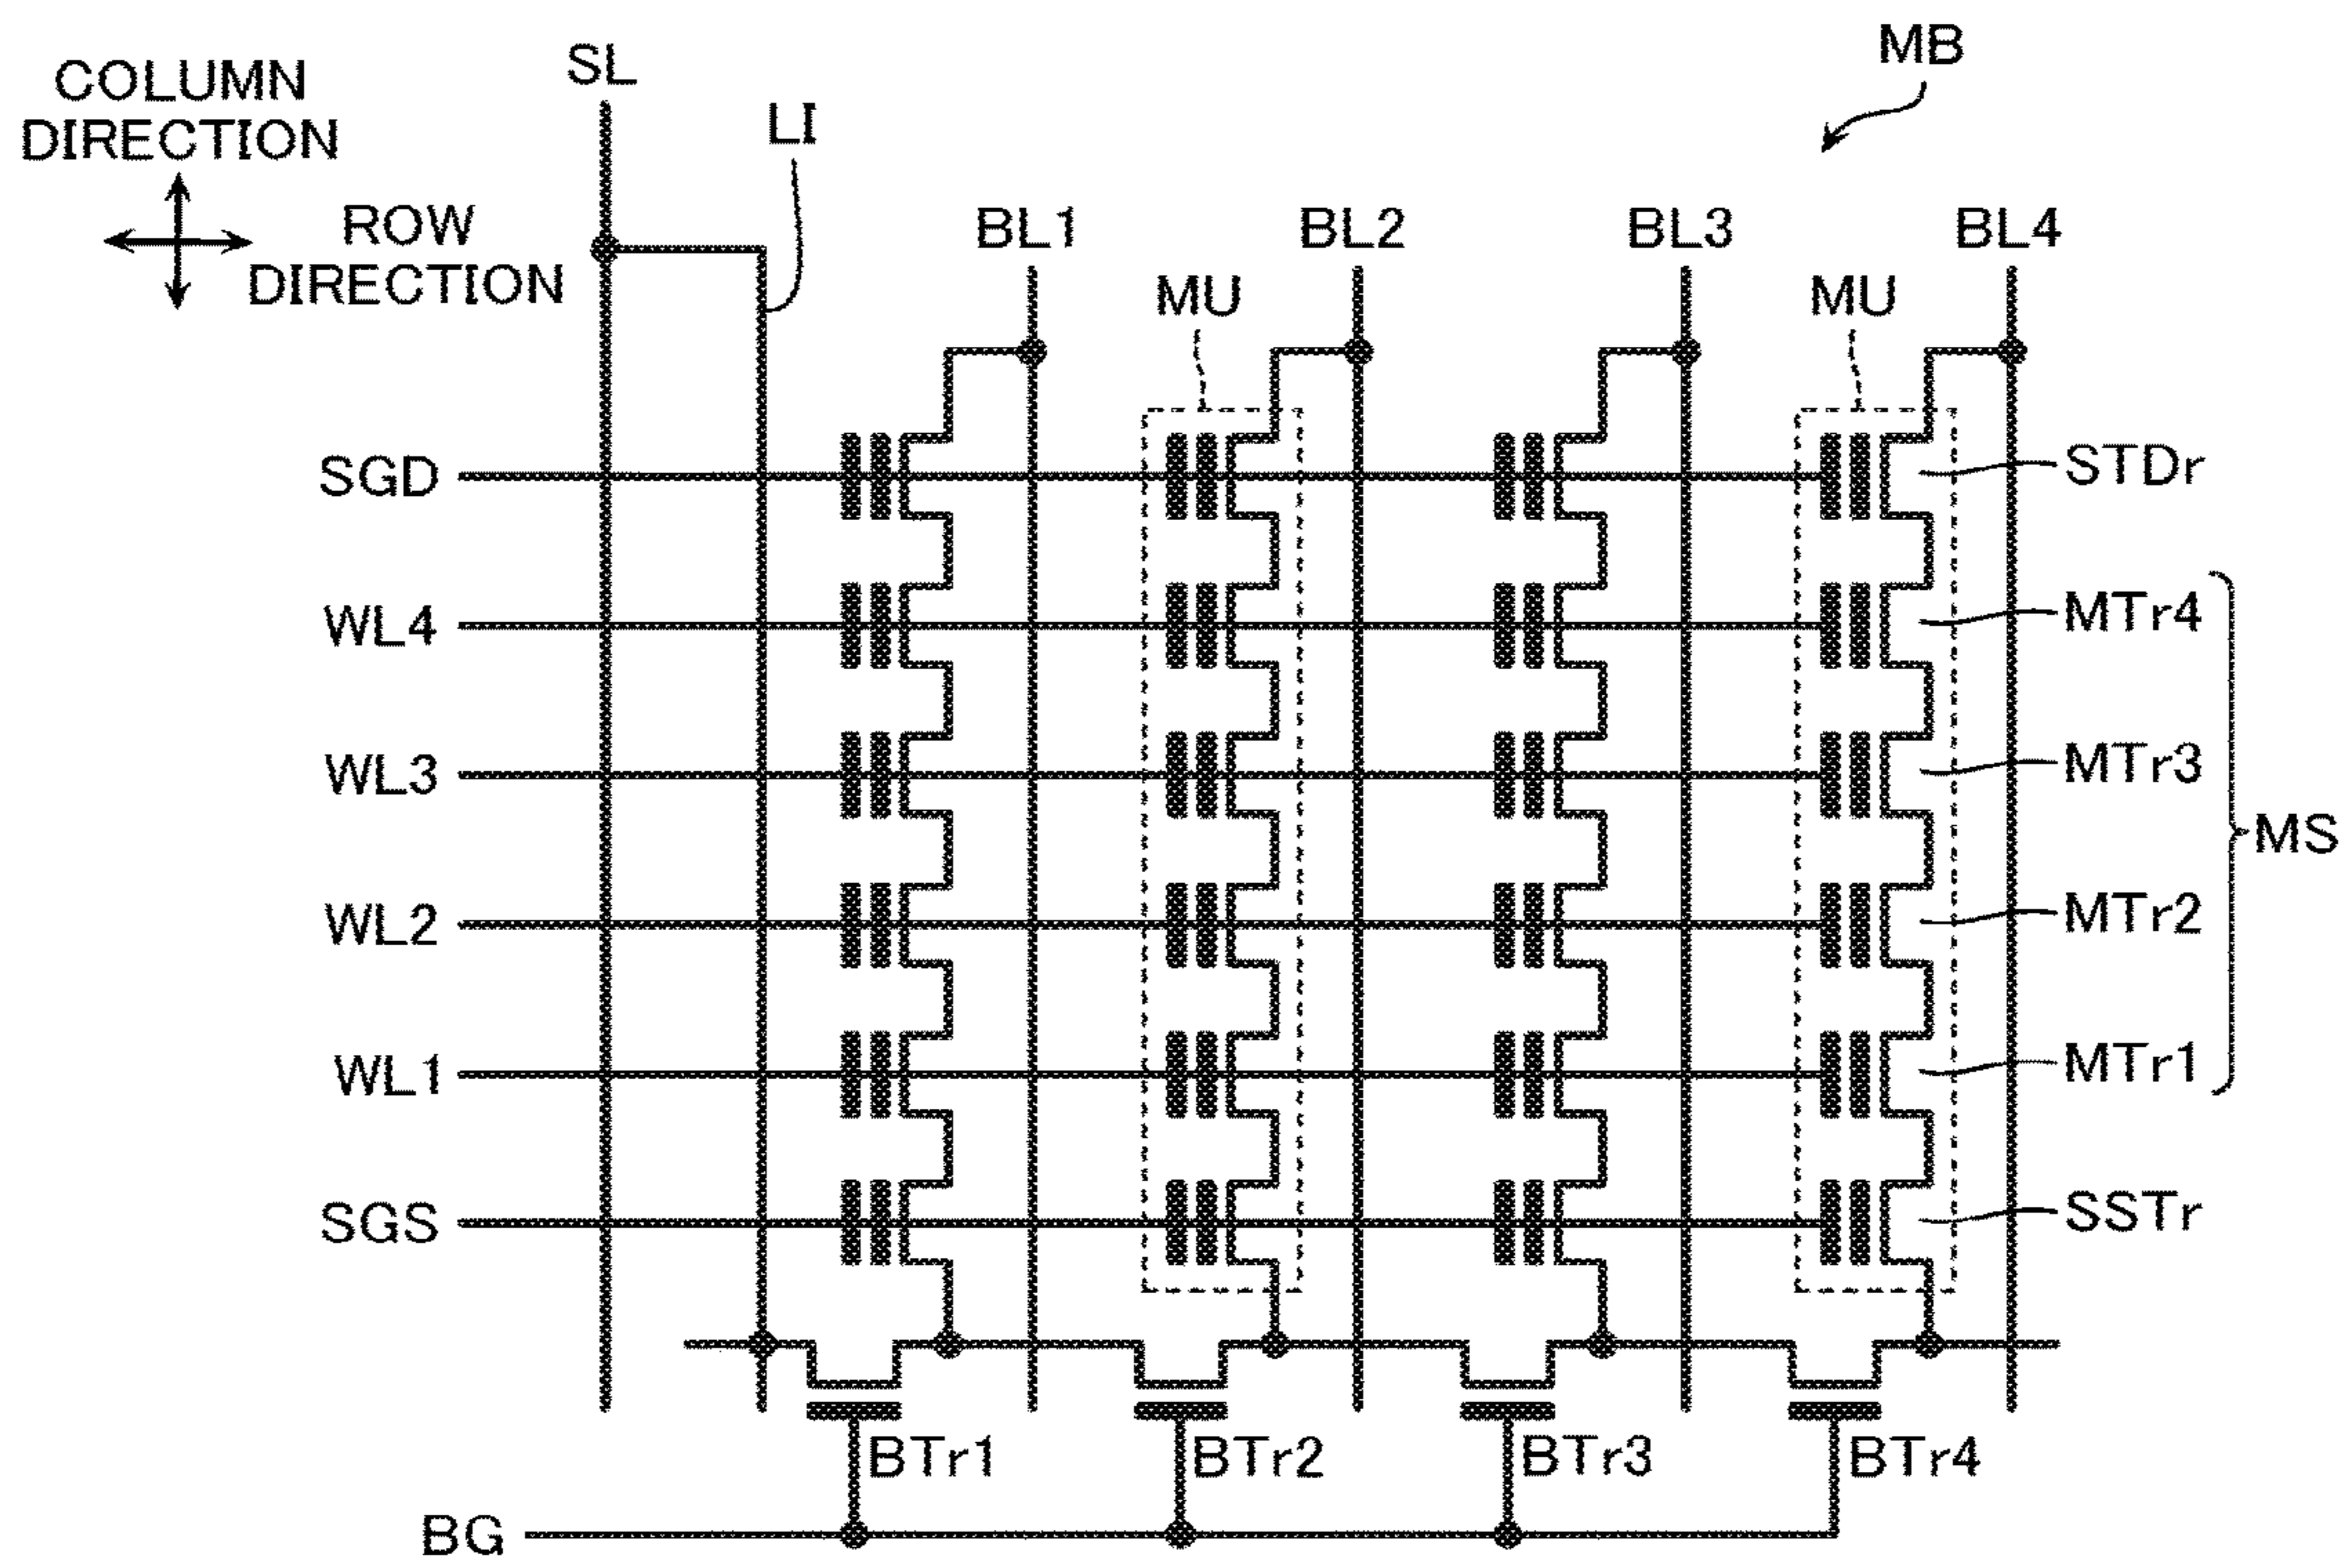 COLUMN
DIRECTION
ROW
DIRECTION
SL
LI
MB
BL1
BL2
BL3
BL4
MU
MU
SGD
STDr
WL4
MTr4
WL3
MTr3
MS
WL2
MTr2
WL1
MTr1
SGS
SSTr
BTr1
BTr2
BTr3
BTr4
BG